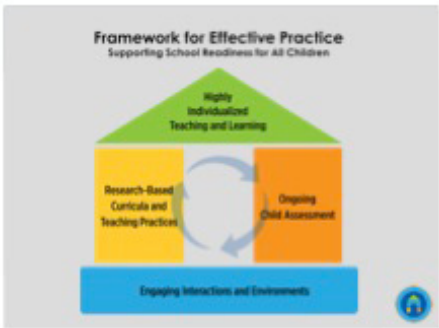 Framework for Effective Practice
Supporting School Readiness for All Children
Highly
Individualized
Teaching and Learning
Research-Based
Curricula and
Teaching Practices
Ongoing
Child Assessment
Engaging Interactions and Environments